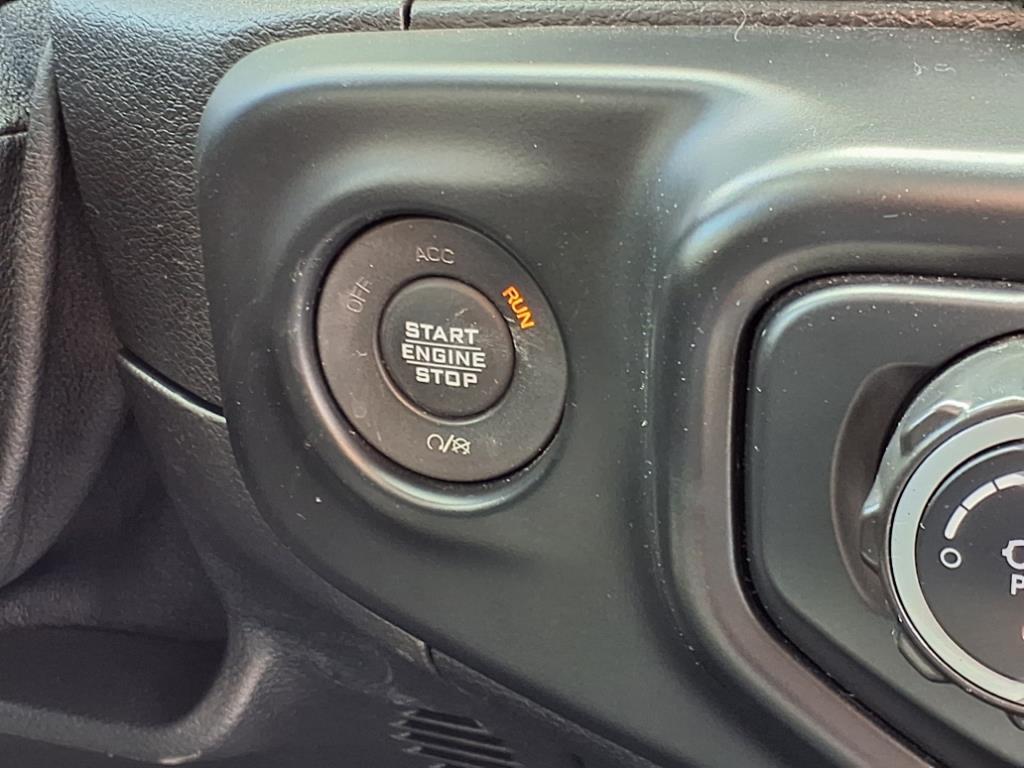 ACC
OFF
RUN
START
ENGINE
STOP